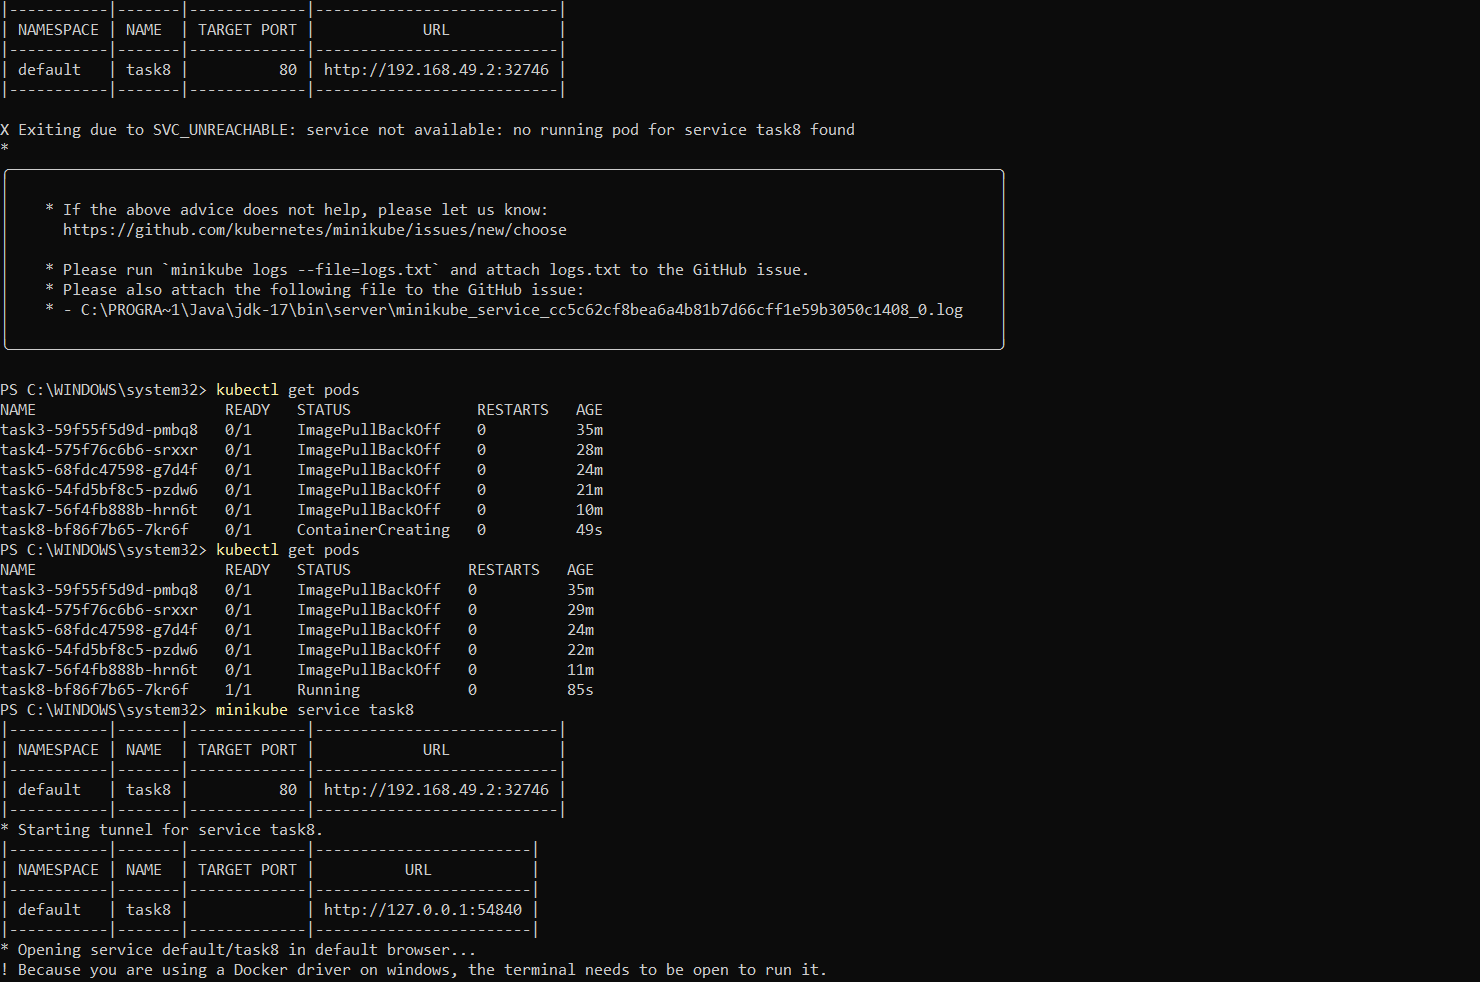 |-----------|-------|-------------|---------------------------|
| NAMESPACE | NAME  | TARGET PORT |            URL            |
|-----------|-------|-------------|---------------------------|
| default   | task8 |          80 | http://192.168.49.2:32746 |
|-----------|-------|-------------|---------------------------|
X Exiting due to SVC_UNREACHABLE: service not available: no running pod for service task8 found
*
* If the above advice does not help, please let us know:
https://github.com/kubernetes/minikube/issues/new/choose
* Please run `minikube logs --file=logs.txt` and attach logs.txt to the GitHub issue.
* Please also attach the following file to the GitHub issue:
* - C:\PROGRA~1\Java\jdk-17\bin\server\minikube_service_cc5c62cf8bea6a4b81b7d66cff1e59b3050c1408_0.log
PS C:\WINDOWS\system32> kubectl get pods
NAME                     READY   STATUS              RESTARTS   AGE
task3-59f55f5d9d-pmbq8   0/1     ImagePullBackOff    0          35m
task4-575f76c6b6-srxxr   0/1     ImagePullBackOff    0          28m
task5-68fdc47598-g7d4f   0/1     ImagePullBackOff    0          24m
task6-54fd5bf8c5-pzdw6   0/1     ImagePullBackOff    0          21m
task7-56f4fb888b-hrn6t   0/1     ImagePullBackOff    0          10m
task8-bf86f7b65-7kr6f    0/1     ContainerCreating   0          49s
PS C:\WINDOWS\system32> kubectl get pods
NAME                     READY   STATUS             RESTARTS   AGE
task3-59f55f5d9d-pmbq8   0/1     ImagePullBackOff   0          35m
task4-575f76c6b6-srxxr   0/1     ImagePullBackOff   0          29m
task5-68fdc47598-g7d4f   0/1     ImagePullBackOff   0          24m
task6-54fd5bf8c5-pzdw6   0/1     ImagePullBackOff   0          22m
task7-56f4fb888b-hrn6t   0/1     ImagePullBackOff   0          11m
task8-bf86f7b65-7kr6f    1/1     Running            0          85s
PS C:\WINDOWS\system32> minikube service task8
|-----------|-------|-------------|---------------------------|
| NAMESPACE | NAME  | TARGET PORT |            URL            |
|-----------|-------|-------------|---------------------------|
| default   | task8 |          80 | http://192.168.49.2:32746 |
|-----------|-------|-------------|---------------------------|
* Starting tunnel for service task8.
|-----------|-------|-------------|------------------------|
| NAMESPACE | NAME  | TARGET PORT |          URL           |
|-----------|-------|-------------|------------------------|
| default   | task8 |             | http://127.0.0.1:54840 |
|-----------|-------|-------------|------------------------|
* Opening service default/task8 in default browser...
! Because you are using a Docker driver on windows, the terminal needs to be open to run it.